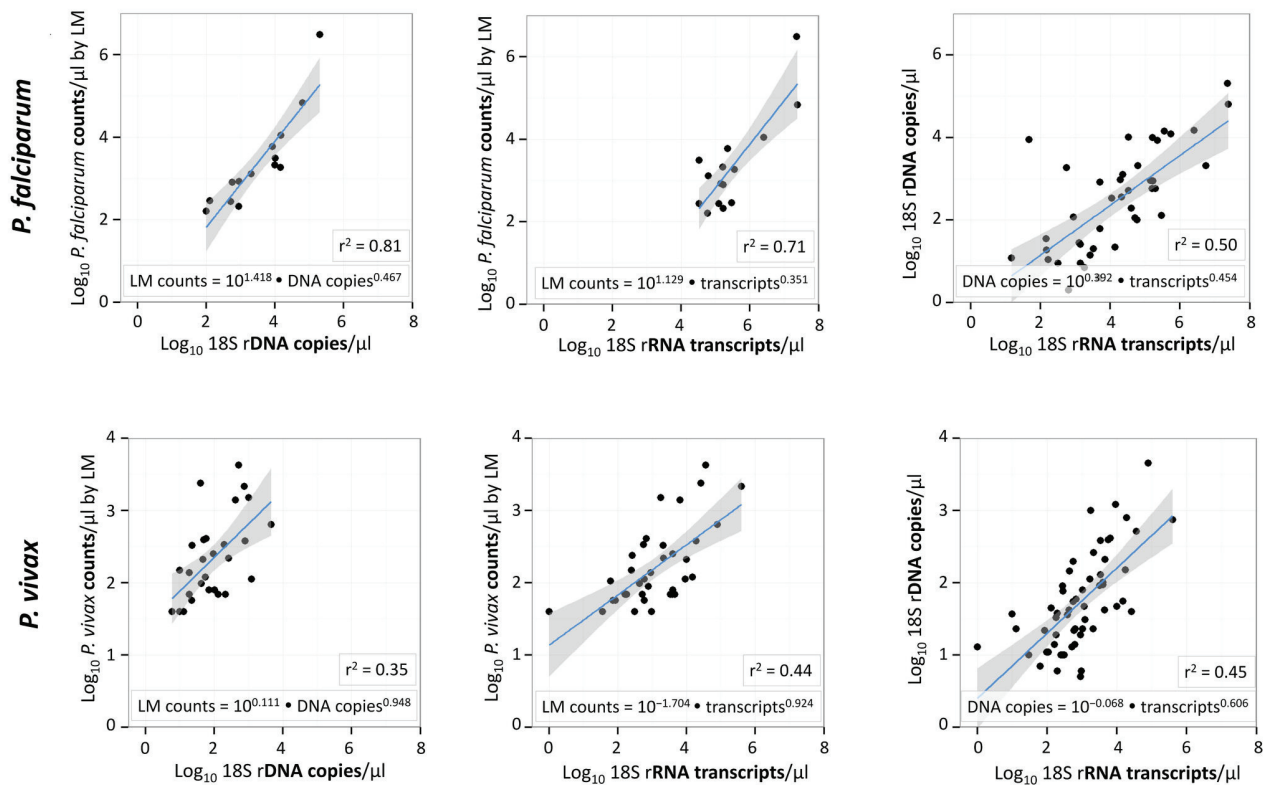 P. falciparum
Log10 P. falciparum counts/µl by LM
6
4
2
0
r² = 0.81
LM counts = 10^1.418 • DNA copies^0.467
0 2 4 6 8
Log10 18S rDNA copies/µl
Log10 P. falciparum counts/µl by LM
6
4
2
0
r² = 0.71
LM counts = 10^1.129 • transcripts^0.351
0 2 4 6 8
Log10 18S rRNA transcripts/µl
Log10 18S rDNA copies/µl
6
4
2
0
r² = 0.50
DNA copies = 10^0.392 • transcripts^0.454
0 2 4 6 8
Log10 18S rRNA transcripts/µl
P. vivax
Log10 P. vivax counts/µl by LM
4
3
2
1
0
r² = 0.35
LM counts = 10^0.111 • DNA copies^0.948
0 2 4 6 8
Log10 18S rDNA copies/µl
Log10 P. vivax counts/µl by LM
4
3
2
1
0
r² = 0.44
LM counts = 10^−1.704 • transcripts^0.924
0 2 4 6 8
Log10 18S rRNA transcripts/µl
Log10 18S rDNA copies/µl
4
3
2
1
0
r² = 0.45
DNA copies = 10^−0.068 • transcripts^0.606
0 2 4 6 8
Log10 18S rRNA transcripts/µl